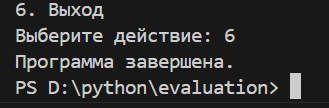 6. Выход
Выберите действие: 6
Программа завершена.
PS D:\python\evaluation>